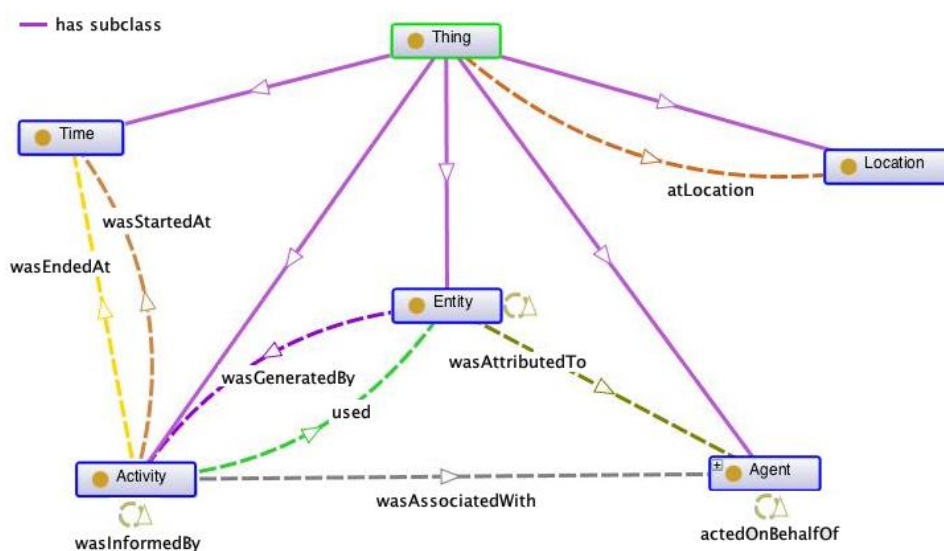 has subclass
Thing
Time
Location
atLocation
wasStartedAt
wasEndedAt
Entity
wasAttributedTo
wasGeneratedBy
used
Activity
Agent
wasAssociatedWith
wasInformedBy
actedOnBehalfOf